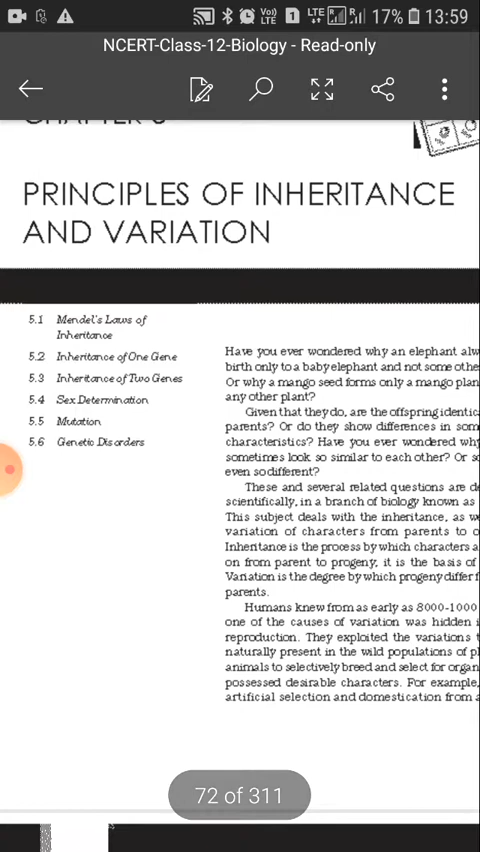 Vo)) LTE 1 LTE R R 17% 13:59
NCERT-Class-12-Biology - Read-only
PRINCIPLES OF INHERITANCE
AND VARIATION
5.1 Mendel's Laws of
Inheritance
5.2 Inheritance of One Gene
5.3 Inheritance of Two Genes
5.4 Sex Determination
5.5 Mutation
5.6 Genetic Disorders
Have you ever wondered why an elephant alw
birth only to a baby elephant and not some othe
Or why a mango seed forms only a mango plan
any other plant?
Given that they do, are the offspring identic
parents? Or do they show differences in som
characteristics? Have you ever wondered why
sometimes look so similar to each other? Or s
even so different?
These and several related questions are de
scientifically, in a branch of biology known as
This subject deals with the inheritance, as w
variation of characters from parents to o
Inheritance is the process by which characters a
on from parent to progeny; it is the basis of
Variation is the degree by which progeny differ f
parents.
Humans knew from as early as 8000-1000
one of the causes of variation was hidden i
reproduction. They exploited the variations t
naturally present in the wild populations of pl
animals to selectively breed and select for organ
possessed desirable characters. For example,
artificial selection and domestication from a
72 of 311